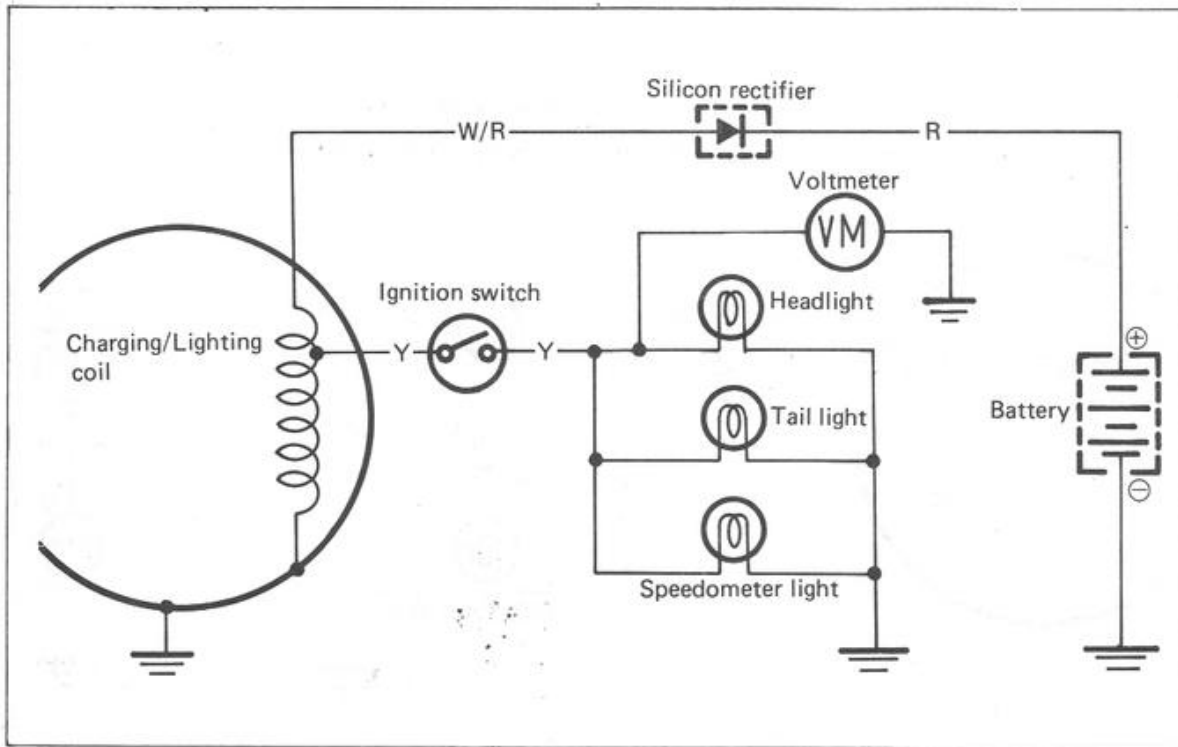 Silicon rectifier
W/R
R
Voltmeter
VM
Ignition switch
Headlight
Charging/Lighting
coil
Y
Y
⊕
Tail light
Battery
⊖
Speedometer light